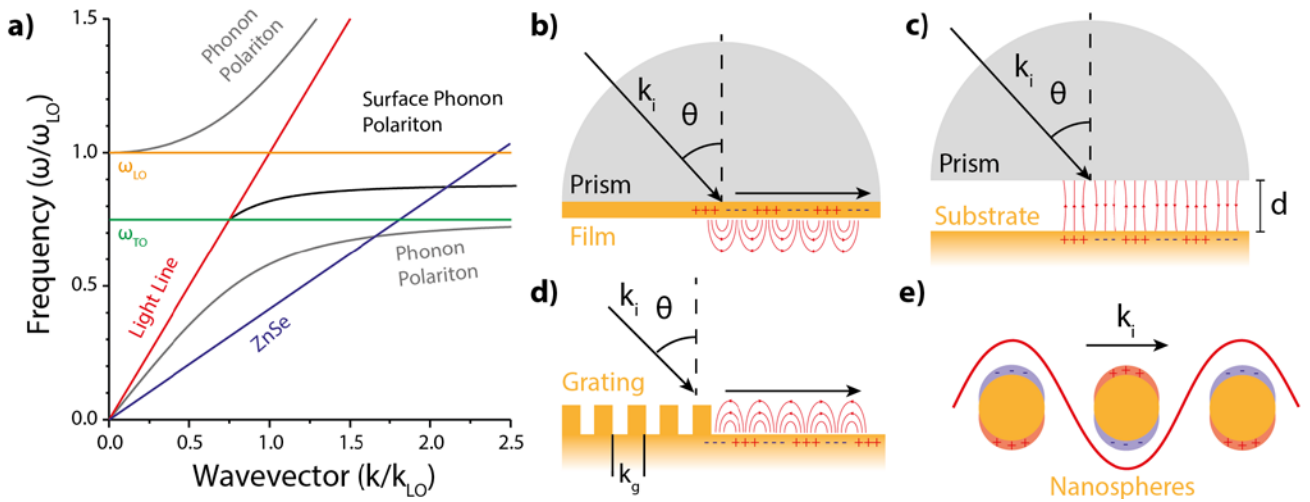 a)
Frequency (ω/ω_LO)
1.5
1.0
0.5
0.0
0.0
0.5
1.0
1.5
2.0
2.5
Wavevector (k/k_LO)
Phonon
Polariton
Surface Phonon
Polariton
ω_LO
ω_TO
Phonon
Polariton
Light Line
ZnSe
b)
k_i
θ
Prism
+++ --- +++ --- +++ ---
Film
c)
k_i
θ
Prism
Substrate
d
+++ ---- +++ ---- +++ ----
d)
k_i
θ
Grating
---- +++ ---- +++ ---- +++
k_g
e)
k_i
- - -
+ + +
- - -
+ + +
- - -
+ + +
Nanospheres